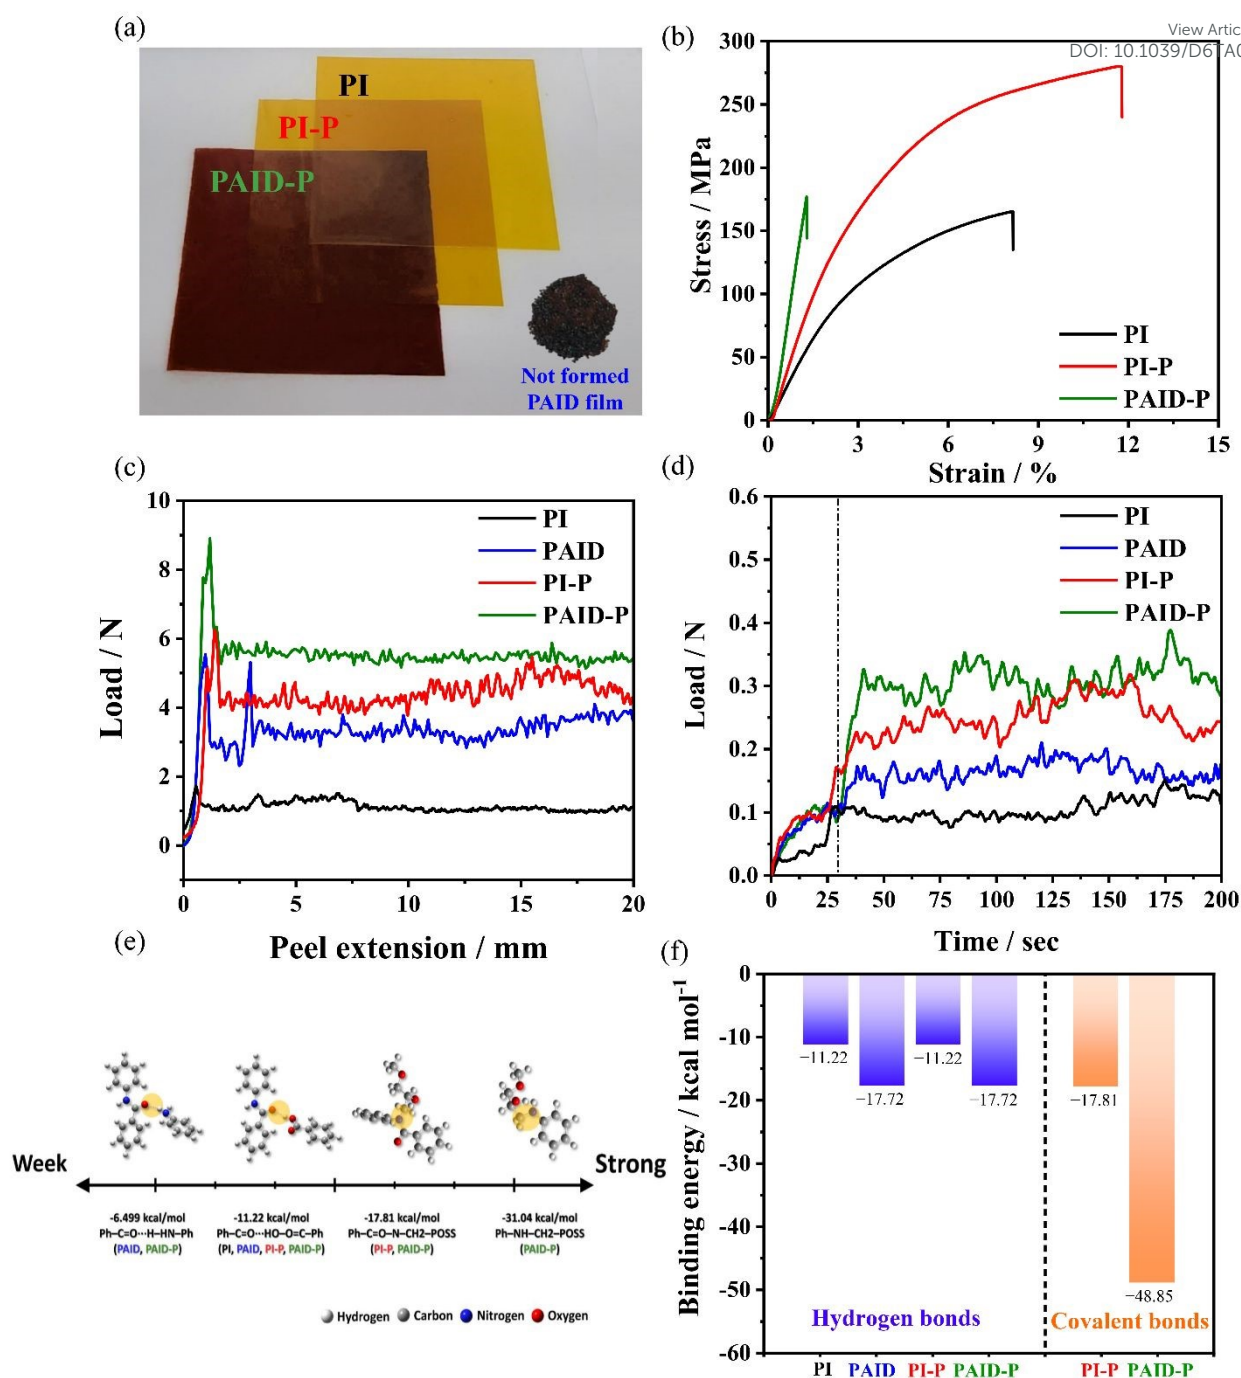 View Artic
DOI: 10.1039/D6TA0
(a)
PI
PI-P
PAID-P
Not formed
PAID film
(b)
Stress / MPa
300
250
200
150
100
50
0
PI
PI-P
PAID-P
0 3 6 9 12 15
Strain / %
(c)
Load / N
10
8
6
4
2
0
PI
PAID
PI-P
PAID-P
0 5 10 15 20
Peel extension / mm
(d)
Load / N
0.6
0.5
0.4
0.3
0.2
0.1
0.0
PI
PAID
PI-P
PAID-P
0 25 50 75 100 125 150 175 200
Time / sec
(e)
Week
Strong
-6.499 kcal/mol
Ph–C=O···H–HN–Ph
(PAID, PAID-P)
-11.22 kcal/mol
Ph–C=O···HO–O=C–Ph
(PI, PAID, PI-P, PAID-P)
-17.81 kcal/mol
Ph–C=O–N–CH2–POSS
(PI-P, PAID-P)
-31.04 kcal/mol
Ph–NH–CH2–POSS
(PAID-P)
Hydrogen Carbon Nitrogen Oxygen
(f)
Binding energy / kcal mol⁻¹
0
-10
-20
-30
-40
-50
-60
−11.22
−17.72
−11.22
−17.72
−17.81
−48.85
Hydrogen bonds
Covalent bonds
PI PAID PI-P PAID-P PI-P PAID-P